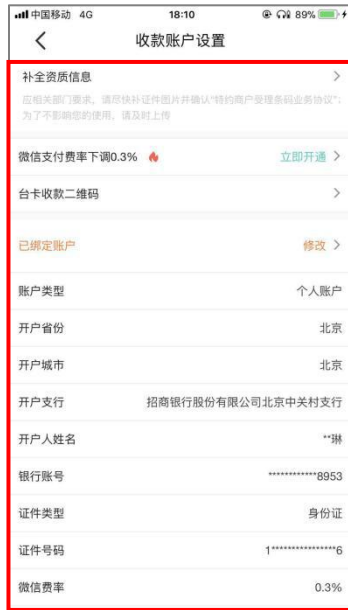 中国移动 4G 18:10 89%
收款账户设置
补全资质信息
应相关部门要求，请尽快补证件图片并确认“特约商户受理条码业务协议”；
为了不影响您的使用，请及时上传
微信支付费率下调0.3% 立即开通
台卡收款二维码
已绑定账户 修改
账户类型 个人账户
开户省份 北京
开户城市 北京
开户支行 招商银行股份有限公司北京中关村支行
开户人姓名 **琳
银行账号 ************8953
证件类型 身份证
证件号码 1****************6
微信费率 0.3%